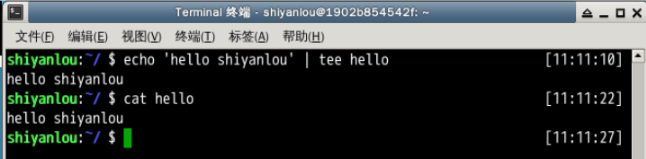 Terminal 终端 - shiyanlou@1902b854542f: ~
文件(F) 编辑(E) 视图(V) 终端(T) 标签(A) 帮助(H)
shiyanlou:~/ $ echo 'hello shiyanlou' | tee hello [11:11:10]
hello shiyanlou
shiyanlou:~/ $ cat hello [11:11:22]
hello shiyanlou
shiyanlou:~/ $ [11:11:27]